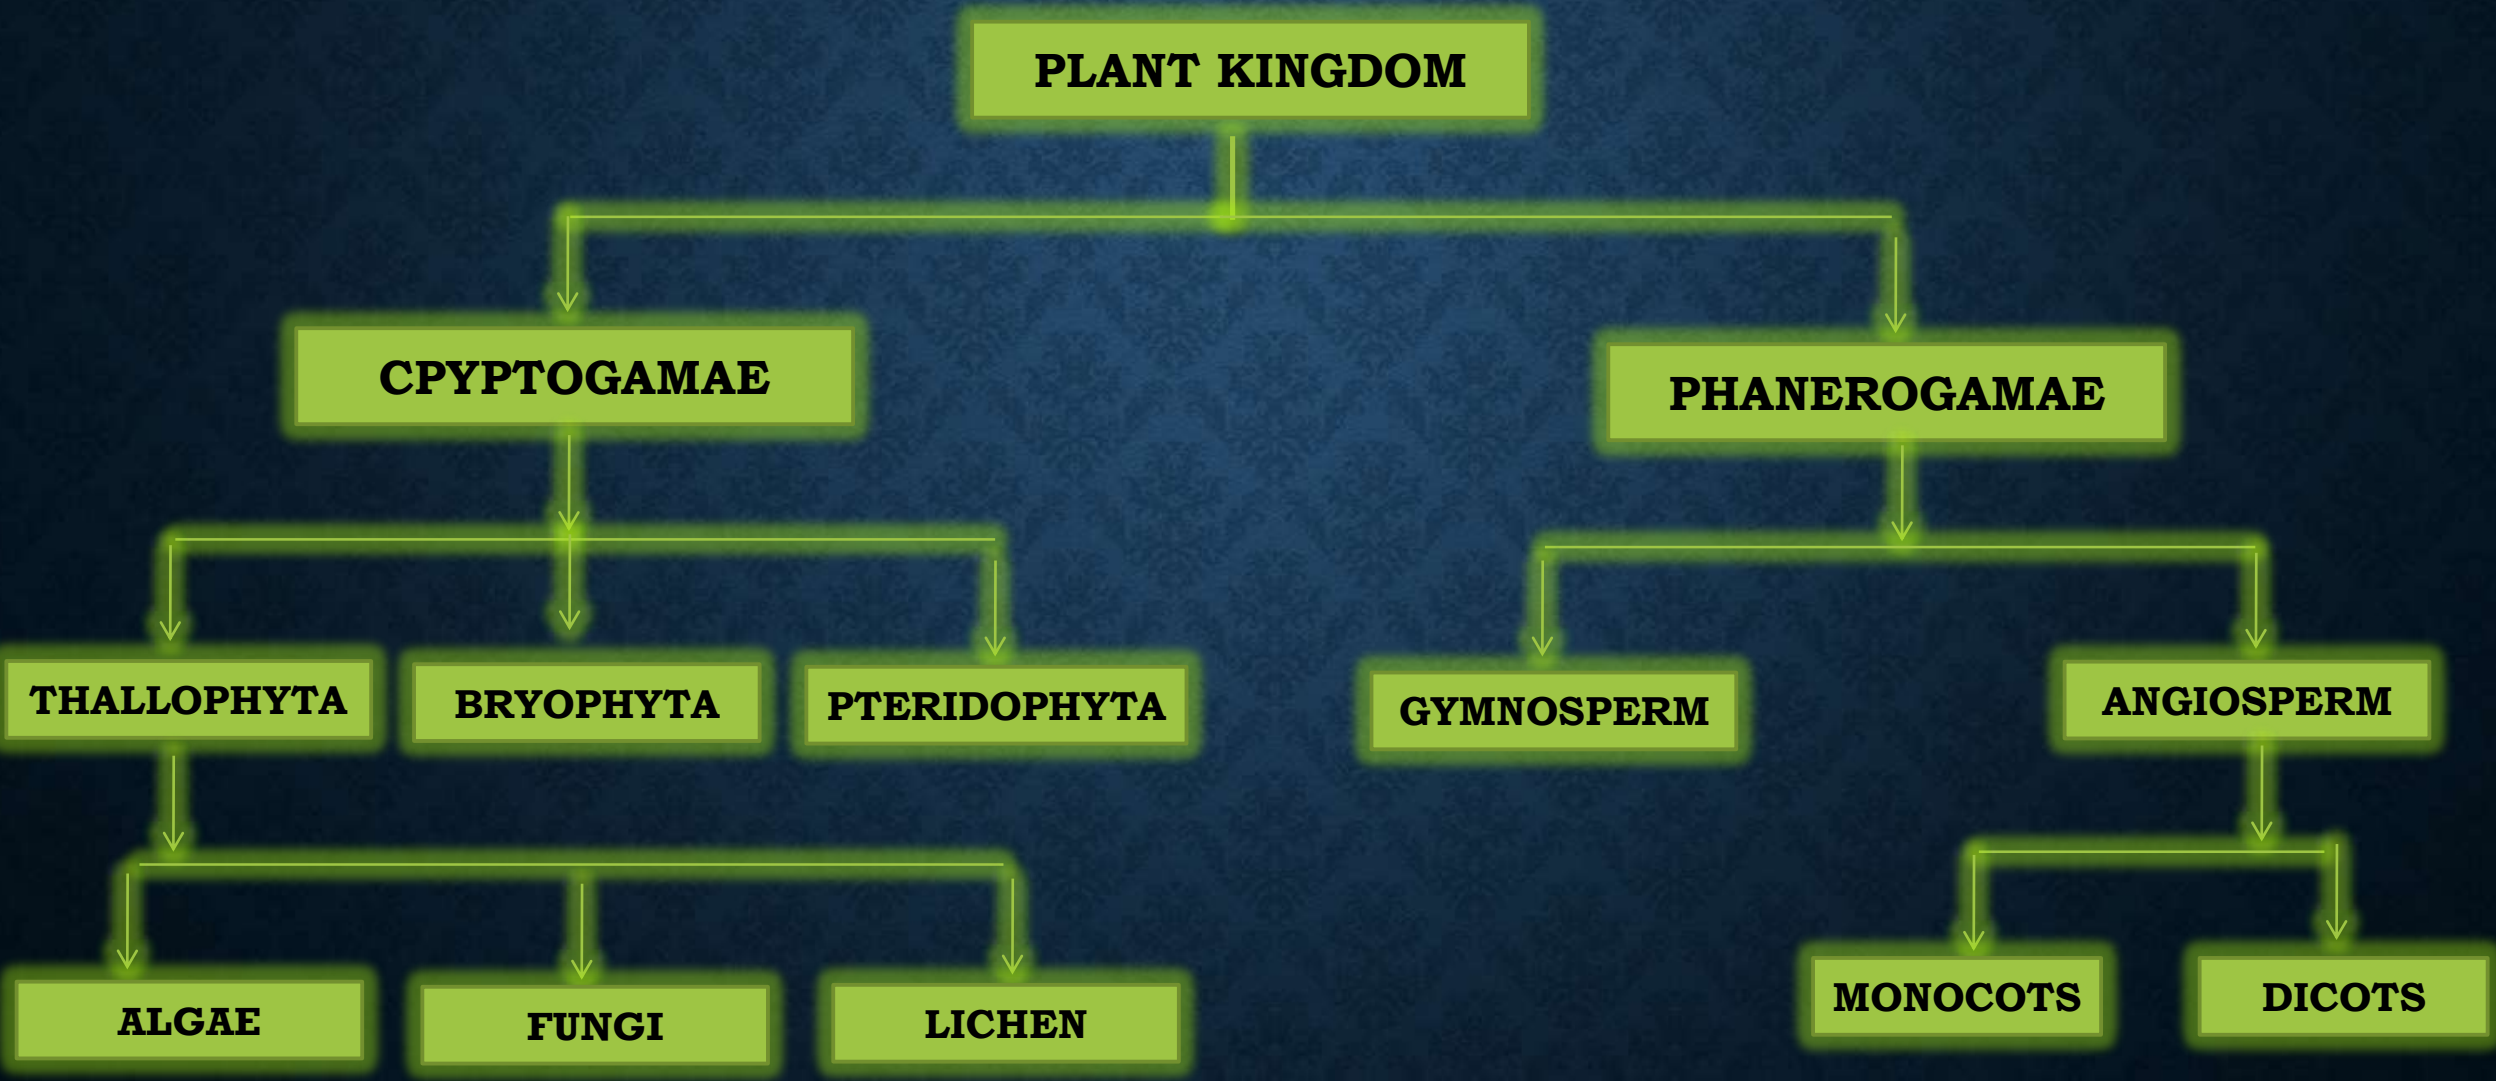 PLANT KINGDOM
CPYPTOGAMAE
PHANEROGAMAE
THALLOPHYTA
BRYOPHYTA
PTERIDOPHYTA
GYMNOSPERM
ANGIOSPERM
ALGAE
FUNGI
LICHEN
MONOCOTS
DICOTS